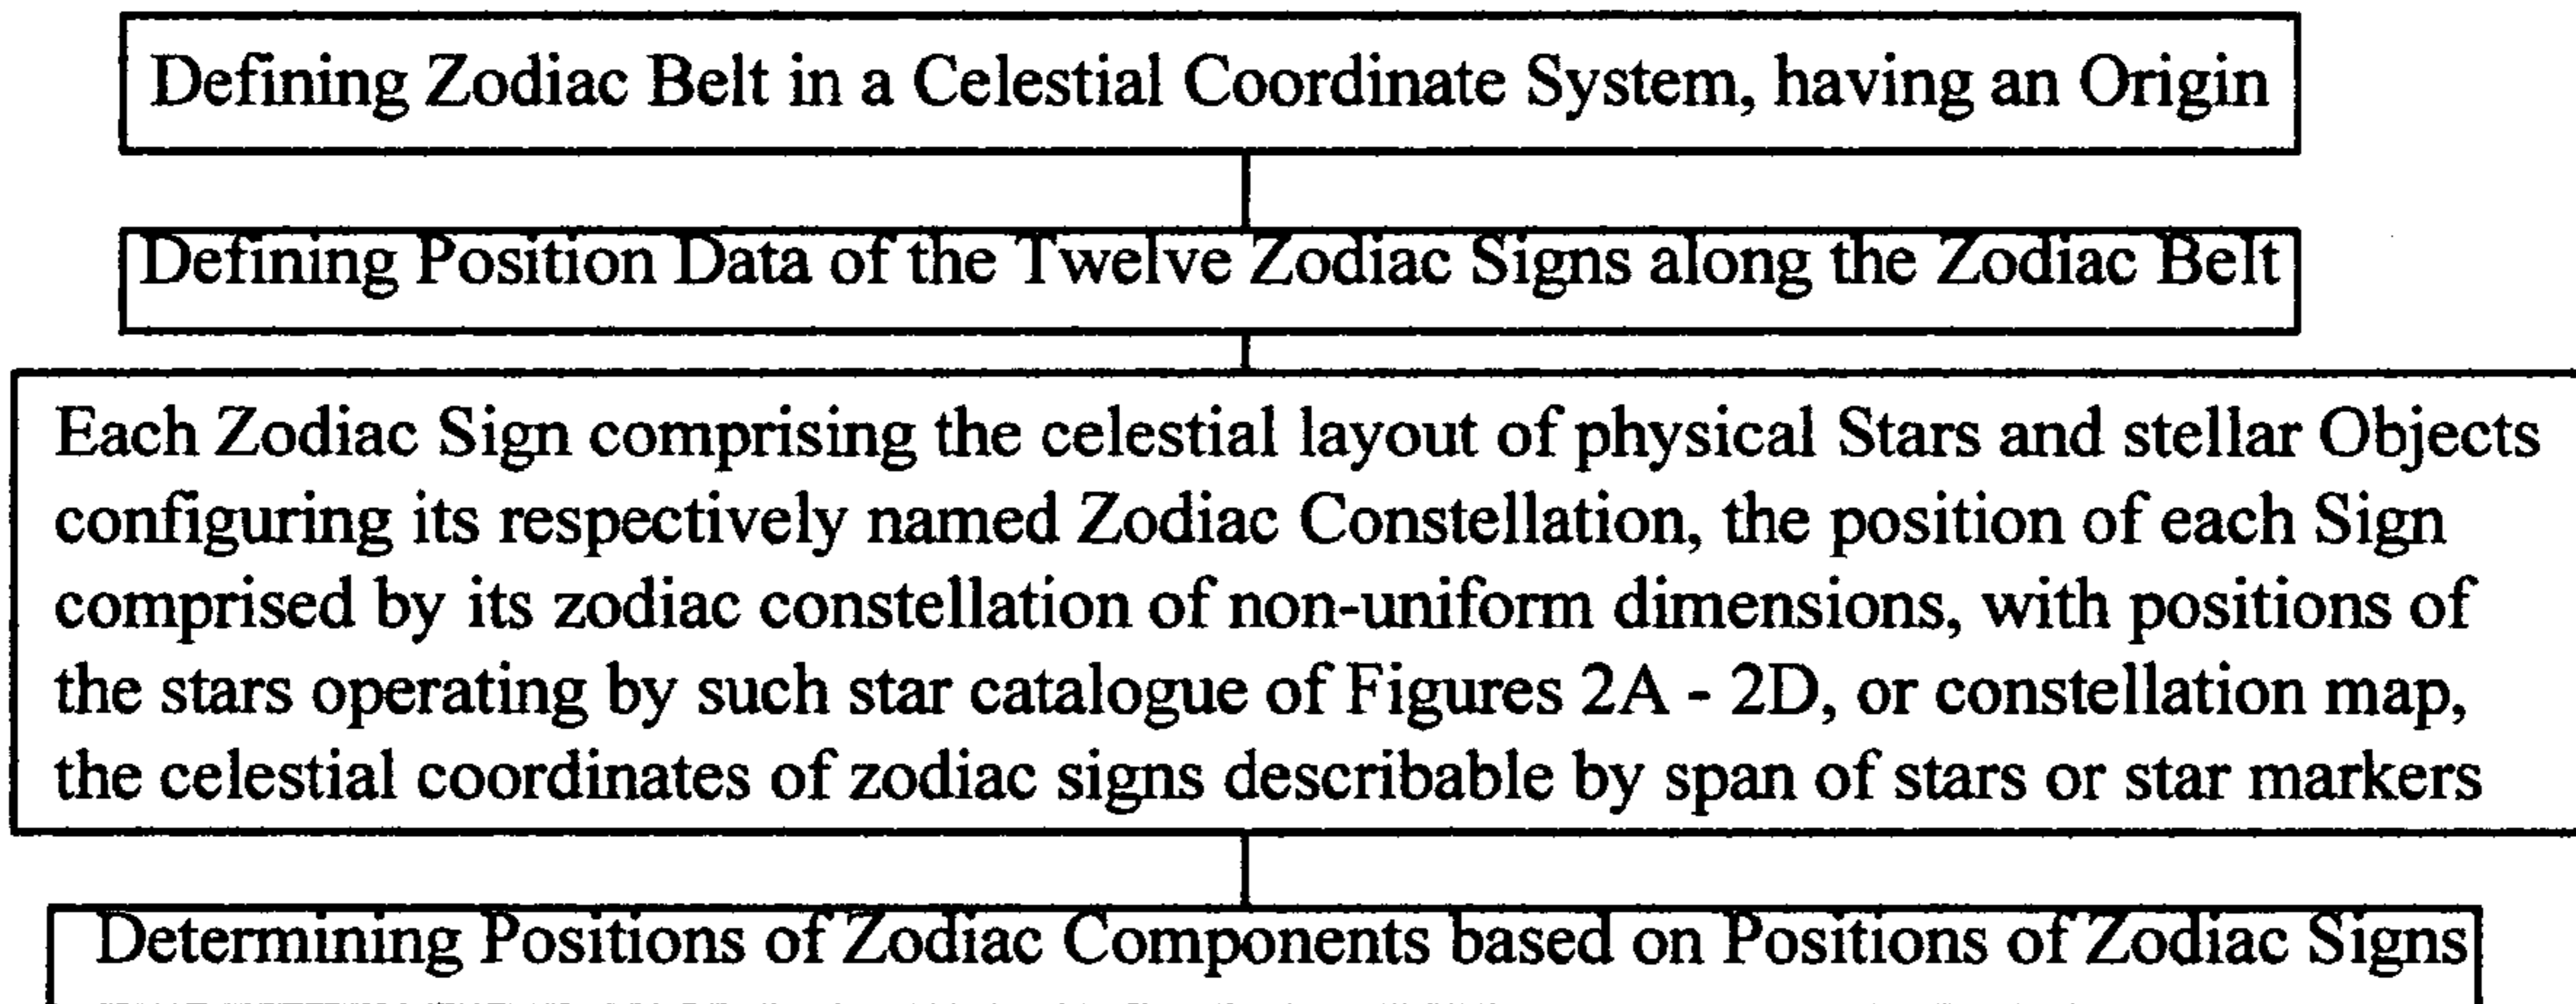 Defining Zodiac Belt in a Celestial Coordinate System, having an Origin
Defining Position Data of the Twelve Zodiac Signs along the Zodiac Belt
Each Zodiac Sign comprising the celestial layout of physical Stars and stellar Objects
configuring its respectively named Zodiac Constellation, the position of each Sign
comprised by its zodiac constellation of non-uniform dimensions, with positions of
the stars operating by such star catalogue of Figures 2A - 2D, or constellation map,
the celestial coordinates of zodiac signs describable by span of stars or star markers
Determining Positions of Zodiac Components based on Positions of Zodiac Signs